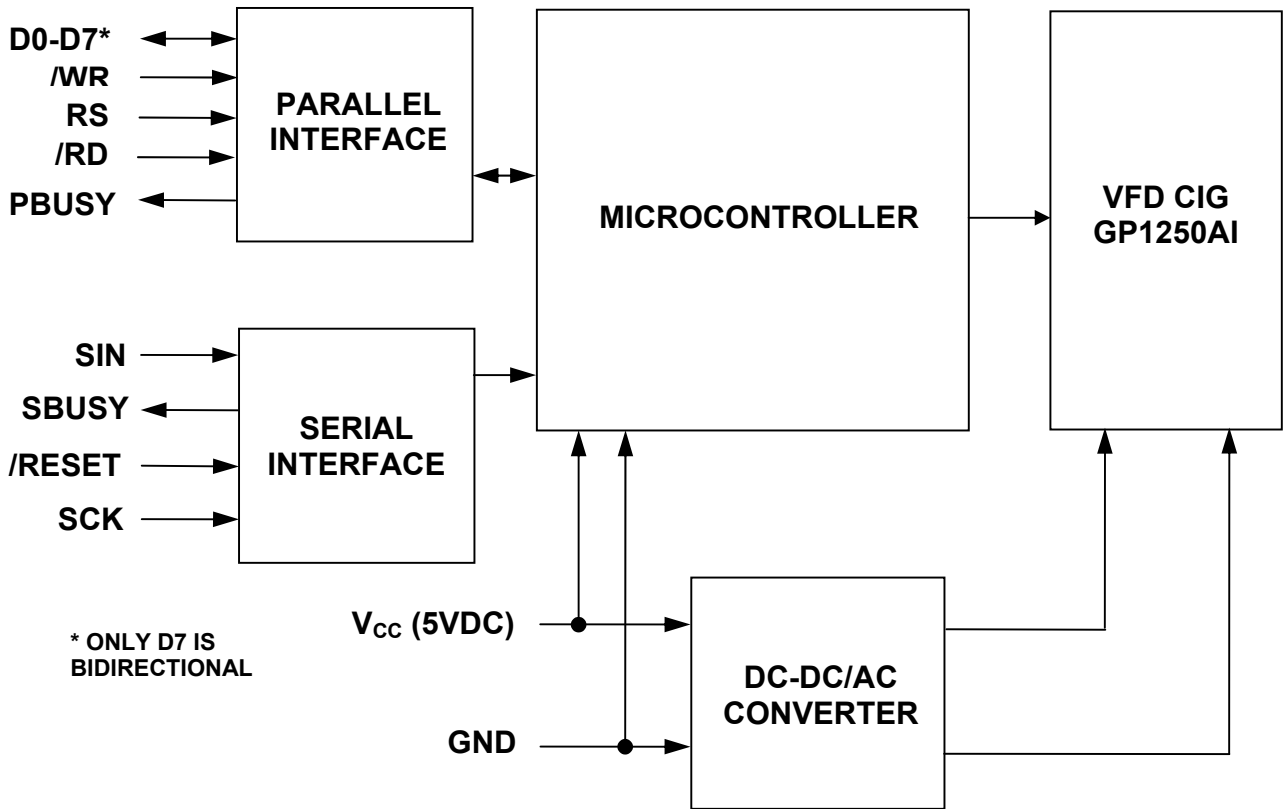 D0-D7*
/WR
RS
/RD
PBUSY
PARALLEL
INTERFACE
MICROCONTROLLER
VFD CIG
GP1250AI
SIN
SBUSY
/RESET
SCK
SERIAL
INTERFACE
VCC (5VDC)
GND
* ONLY D7 IS
BIDIRECTIONAL
DC-DC/AC
CONVERTER